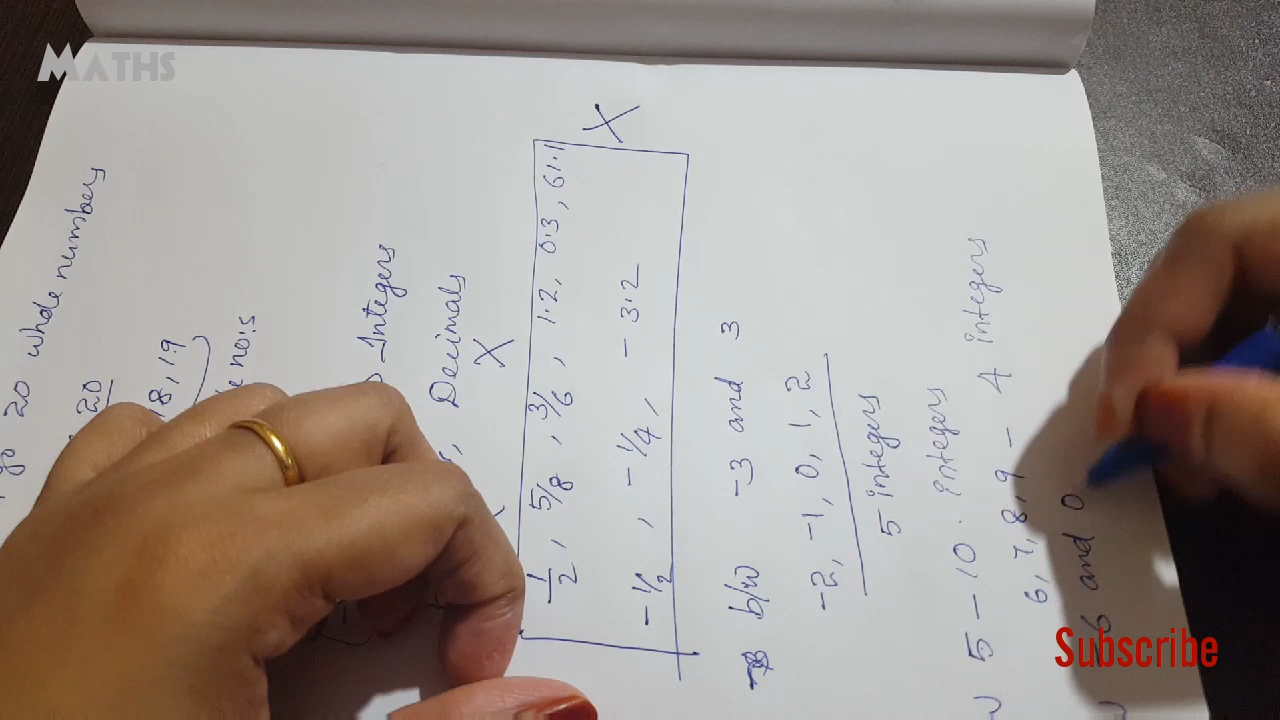 MATHS
go 20 whole numbers
20
18, 19
no:s
Integers
Decimals
X
1/2, 5/8, 3/6, 1.2, 0.3, 61.1
-1/2, -1/4, -3.2
X
b/w -3 and 3
-2, -1, 0, 1, 2
5 integers
5 - 10. integers
6, 7, 8, 9 - 4 integers
6 and 0
Subscribe